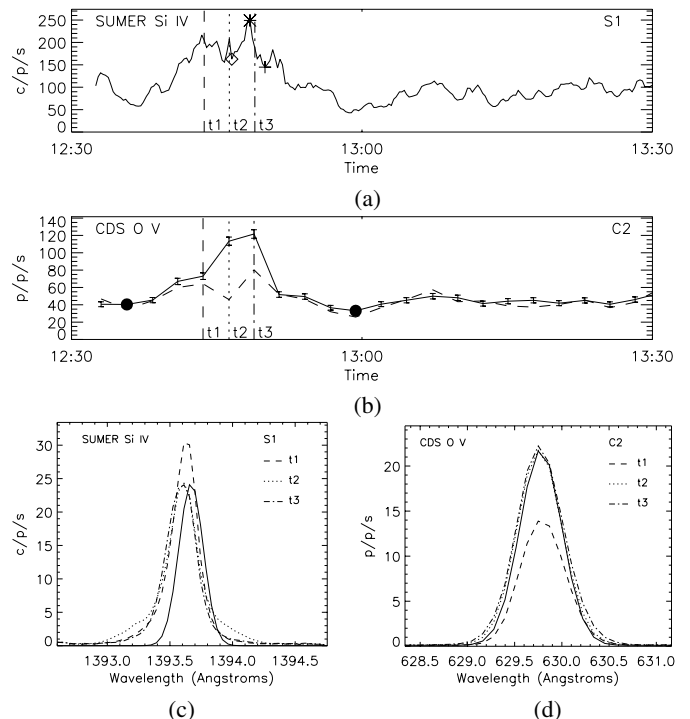 SUMER Si IV S1
250
200
150
100
50
0
c/p/s
t1 t2 t3
12:30 13:00 13:30
Time
(a)
CDS O V C2
140
120
100
80
60
40
20
0
p/p/s
t1 t2 t3
12:30 13:00 13:30
Time
(b)
SUMER Si IV S1
t1
t2
t3
30
25
20
15
10
5
0
c/p/s
1393.0 1393.5 1394.0 1394.5
Wavelength (Angstroms)
(c)
CDS O V C2
t1
t2
t3
20
15
10
5
0
p/p/s
628.5 629.0 629.5 630.0 630.5 631.0
Wavelength (Angstroms)
(d)